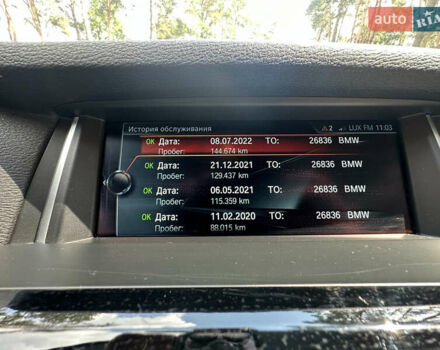 auto RIA
История обслуживания ⚠2 LUX FM 11:03
OK Дата: 08.07.2022 ТО: 26836 BMW
Пробег: 144.674 km
OK Дата: 21.12.2021 ТО: 26836 BMW
Пробег: 129.437 km
OK Дата: 06.05.2021 ТО: 26836 BMW
Пробег: 115.359 km
OK Дата: 11.02.2020 ТО: 26836 BMW
Пробег: 88.015 km